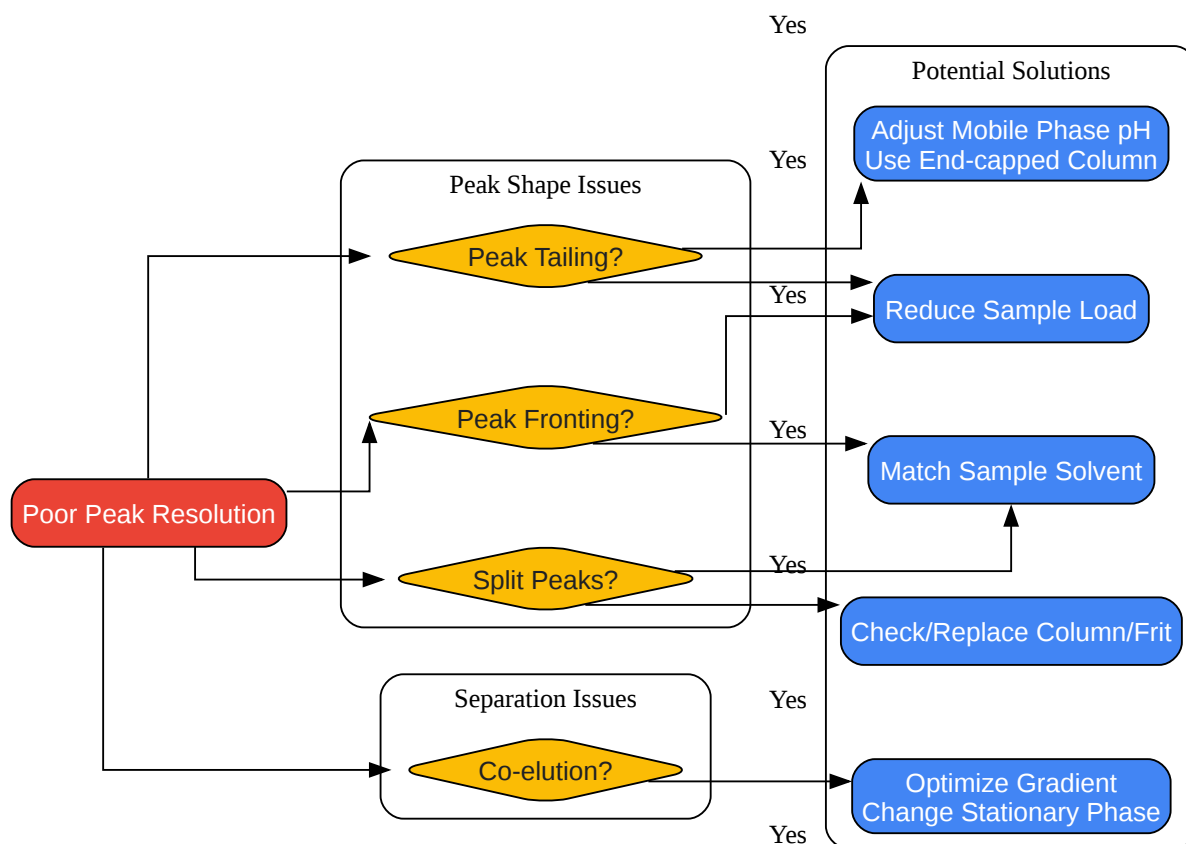 Yes
Potential Solutions
Adjust Mobile Phase pH
Use End-capped Column
Yes
Peak Shape Issues
Peak Tailing?
Yes
Reduce Sample Load
Peak Fronting?
Yes
Match Sample Solvent
Poor Peak Resolution
Split Peaks?
Yes
Check/Replace Column/Frit
Separation Issues
Yes
Co-elution?
Optimize Gradient
Change Stationary Phase
Yes